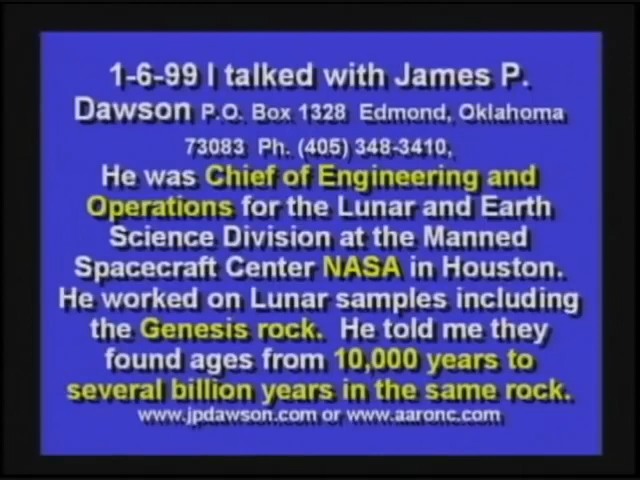 1-6-99 I talked with James P.
Dawson P.O. Box 1328 Edmond, Oklahoma
73083 Ph. (405) 348-3410,
He was Chief of Engineering and
Operations for the Lunar and Earth
Science Division at the Manned
Spacecraft Center NASA in Houston.
He worked on Lunar samples including
the Genesis rock. He told me they
found ages from 10,000 years to
several billion years in the same rock.
www.jpdawson.com or www.aaronc.com